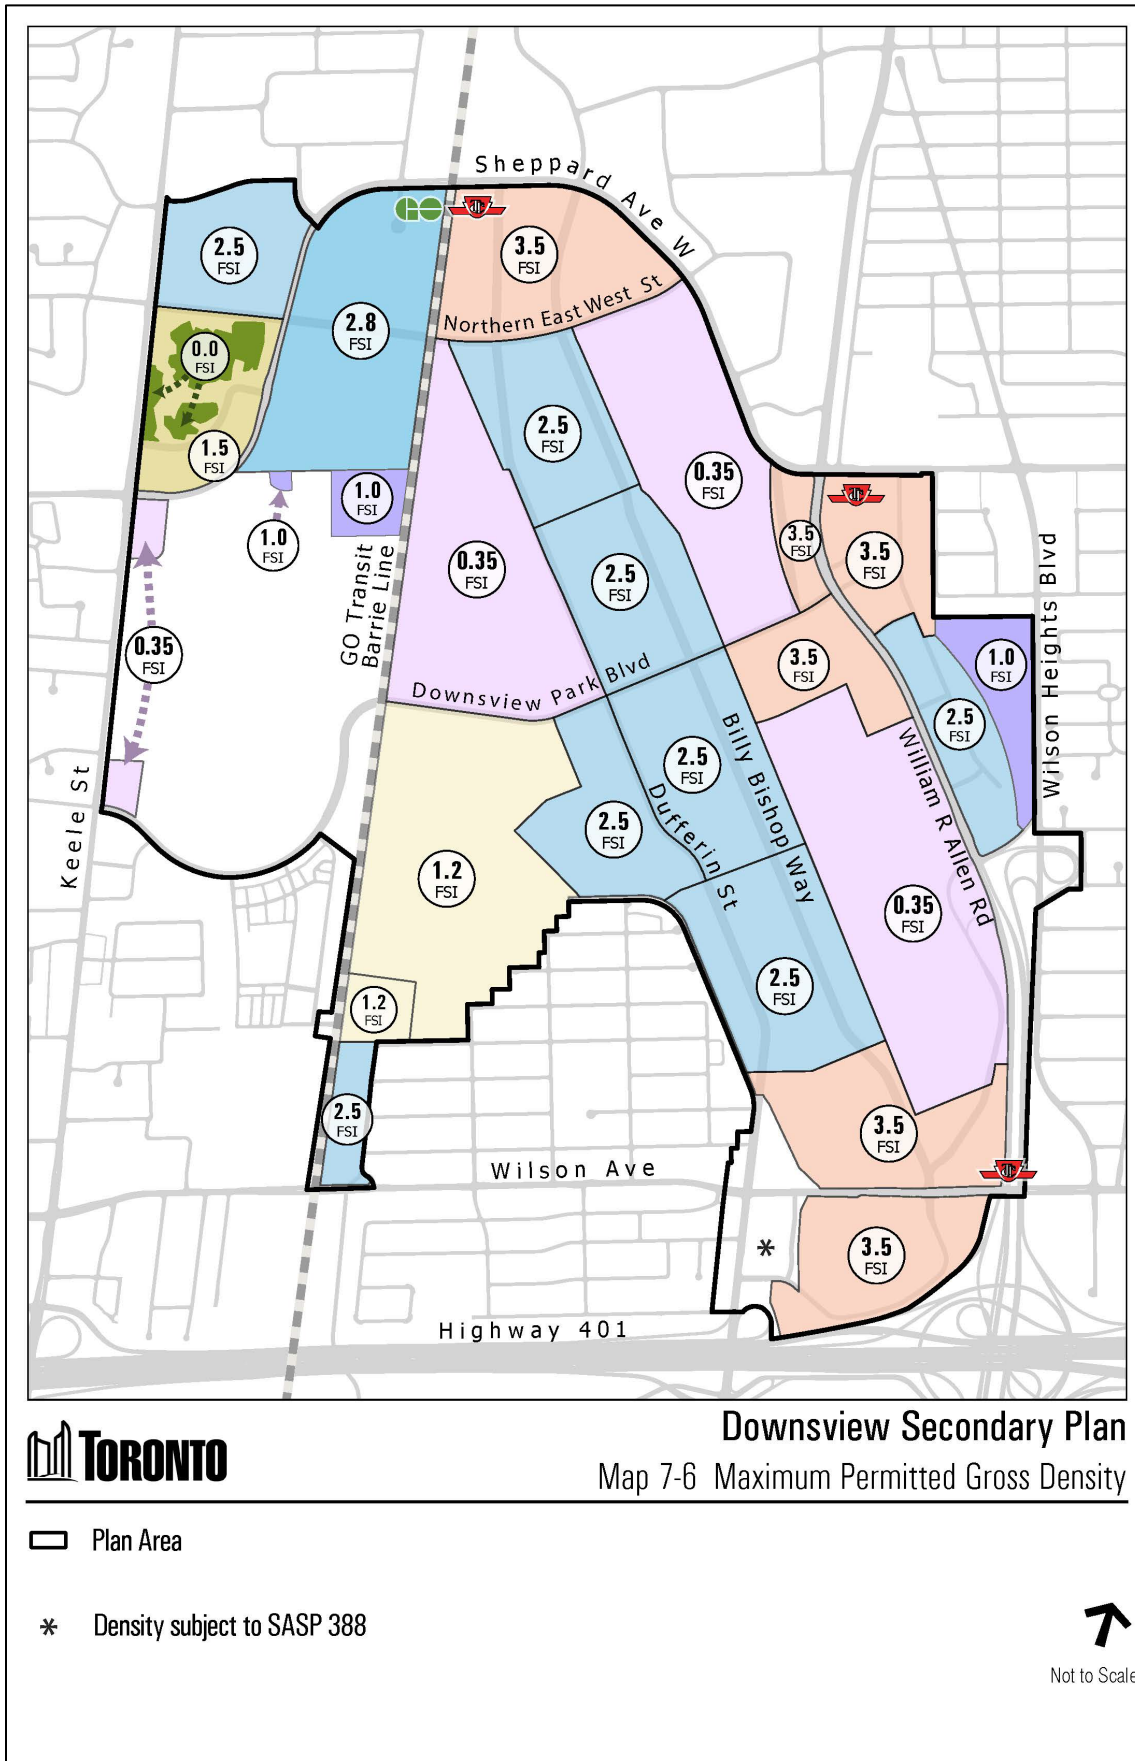 Sheppard Ave W
GO
2.5
FSI
3.5
FSI
2.8
FSI
Northern East West St
0.0
FSI
1.5
FSI
2.5
FSI
0.35
FSI
1.0
FSI
1.0
FSI
3.5
FSI
3.5
FSI
0.35
FSI
2.5
FSI
GO Transit
Barrie Line
Wilson Heights Blvd
0.35
FSI
3.5
FSI
1.0
FSI
Downsview Park Blvd
2.5
FSI
2.5
FSI
Billy Bishop Way
William R Allen Rd
Keele St
2.5
FSI
Dufferin St
1.2
FSI
0.35
FSI
2.5
FSI
1.2
FSI
2.5
FSI
3.5
FSI
Wilson Ave
*
3.5
FSI
Highway 401
TORONTO
Downsview Secondary Plan
Map 7-6 Maximum Permitted Gross Density
Plan Area
* Density subject to SASP 388
Not to Scale